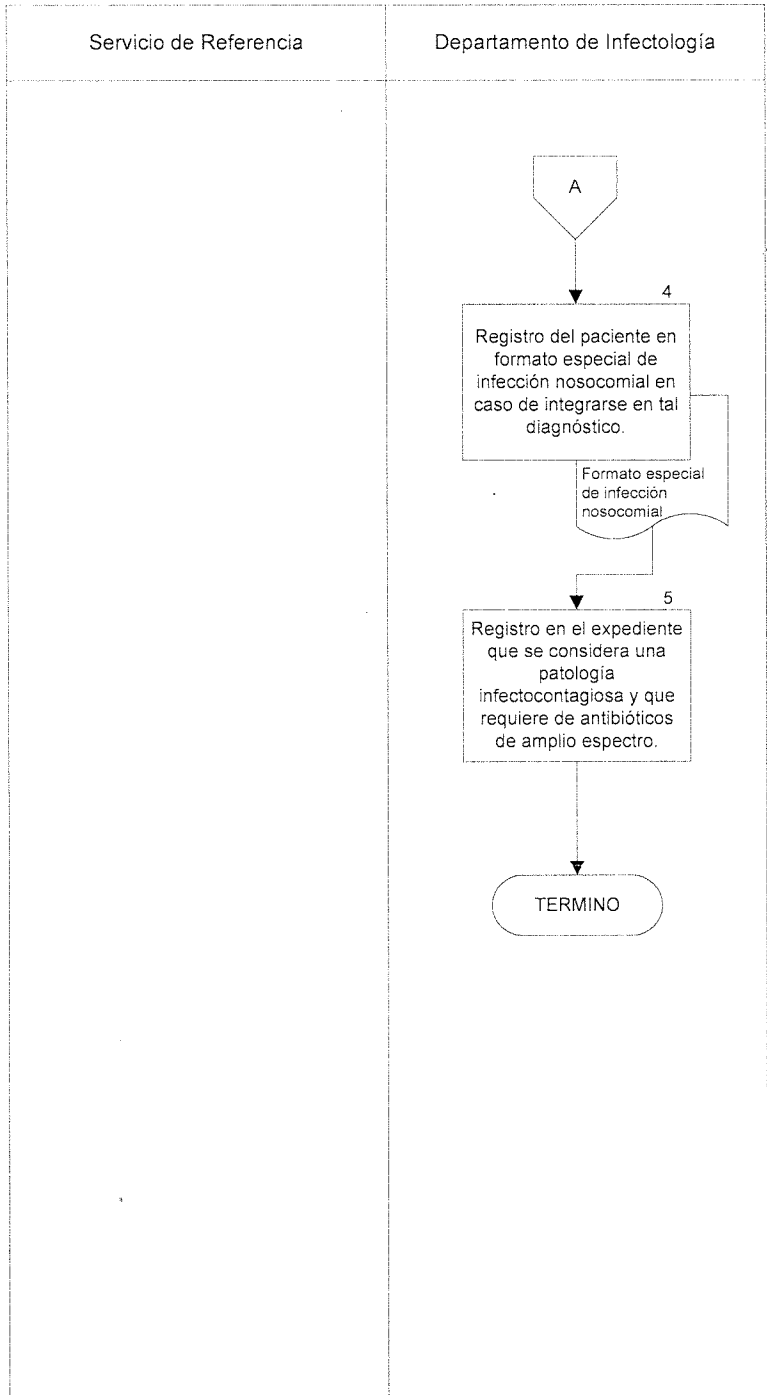 Servicio de Referencia
Departamento de Infectología
A
4
Registro del paciente en
formato especial de
infección nosocomial en
caso de integrarse en tal
diagnóstico.
Formato especial
de infección
nosocomial
5
Registro en el expediente
que se considera una
patología
infectocontagiosa y que
requiere de antibióticos
de amplio espectro.
TERMINO